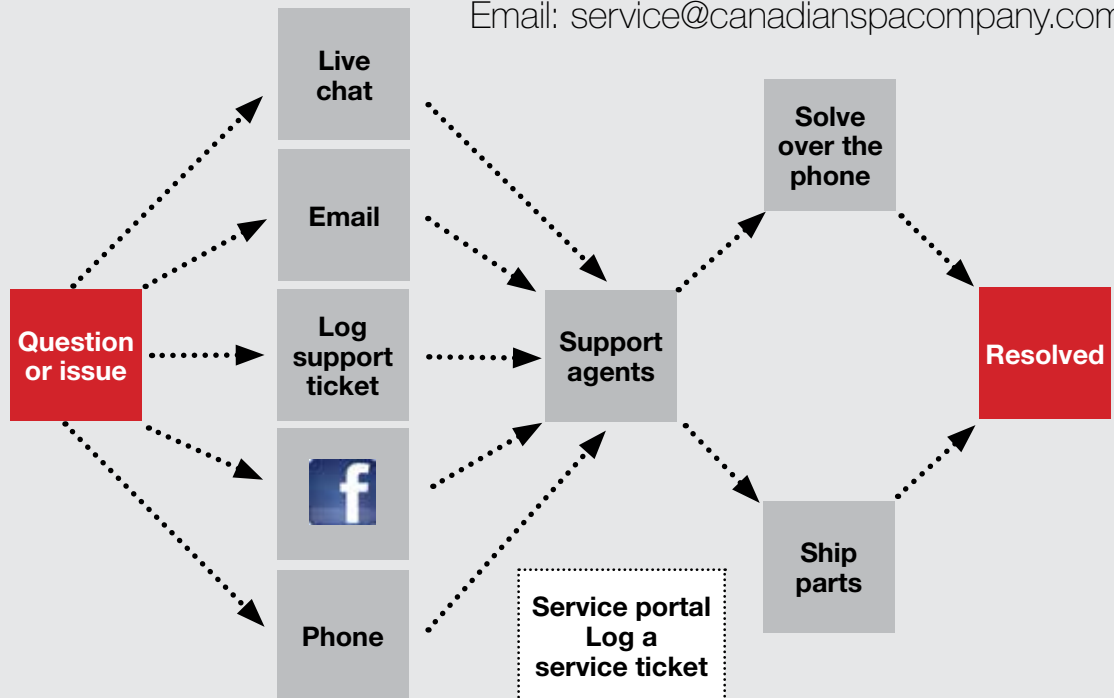 Email: service@canadianspacompany.com
Live
chat
Email
Log
support
ticket
f
Phone
Question
or issue
Support
agents
Solve
over the
phone
Ship
parts
Resolved
Service portal
Log a
service ticket